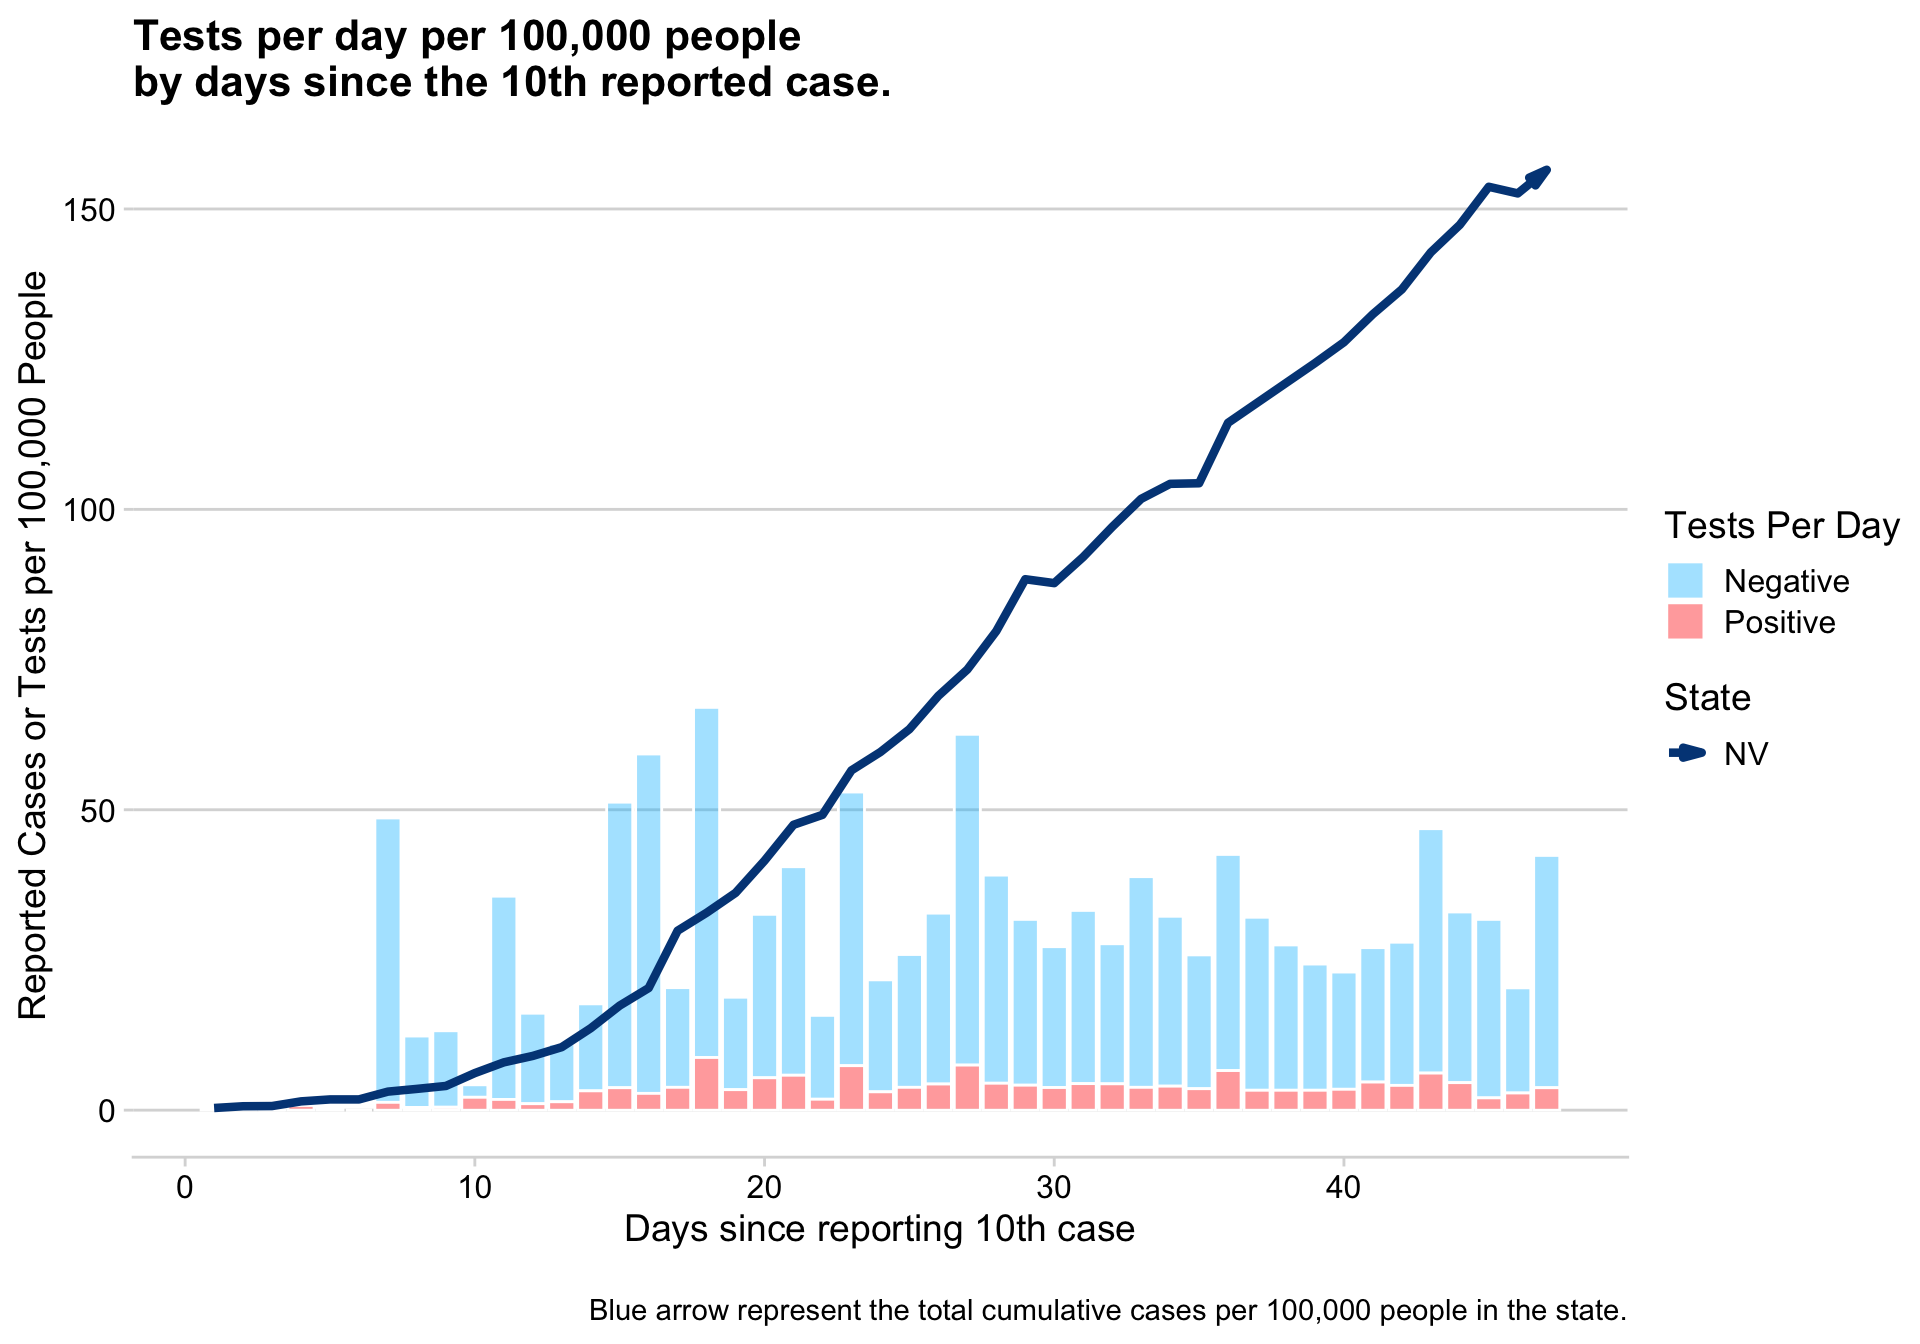 Tests per day per 100,000 people
by days since the 10th reported case.
Reported Cases or Tests per 100,000 People
150
100
50
0
0
10
20
30
40
Days since reporting 10th case
Tests Per Day
Negative
Positive
State
NV
Blue arrow represent the total cumulative cases per 100,000 people in the state.